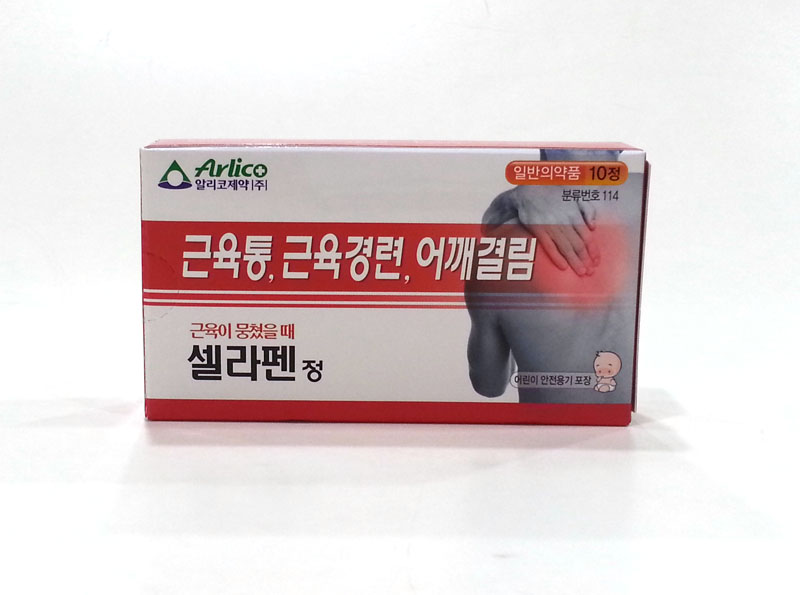 Arlico
알리코제약(주)
일반의약품 10정
분류번호 114
근육통, 근육경련, 어깨결림
근육이 뭉쳤을 때
셀라펜 정
어린이 안전용기 포장